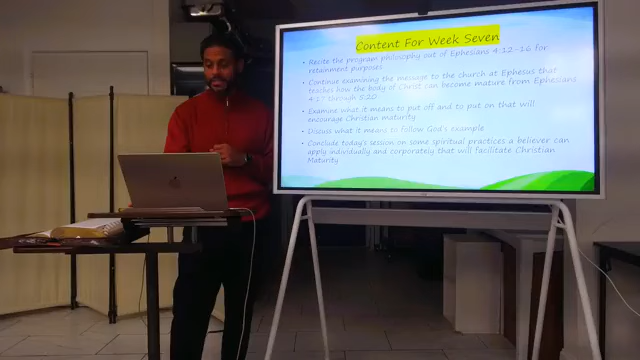 Content For Week Seven
• Recite the program philosophy out of Ephesians 4:12-16 for
retainment purposes
• Continue examining the message to the church at Ephesus that
teaches how the body of Christ can become mature from Ephesians
4:17 through 5:20
• Examine what it means to put off and to put on that will
encourage Christian maturity
• Discuss what it means to follow God's example
• Conclude today's session on some spiritual practices a believer can
apply individually and corporately that will facilitate Christian
Maturity